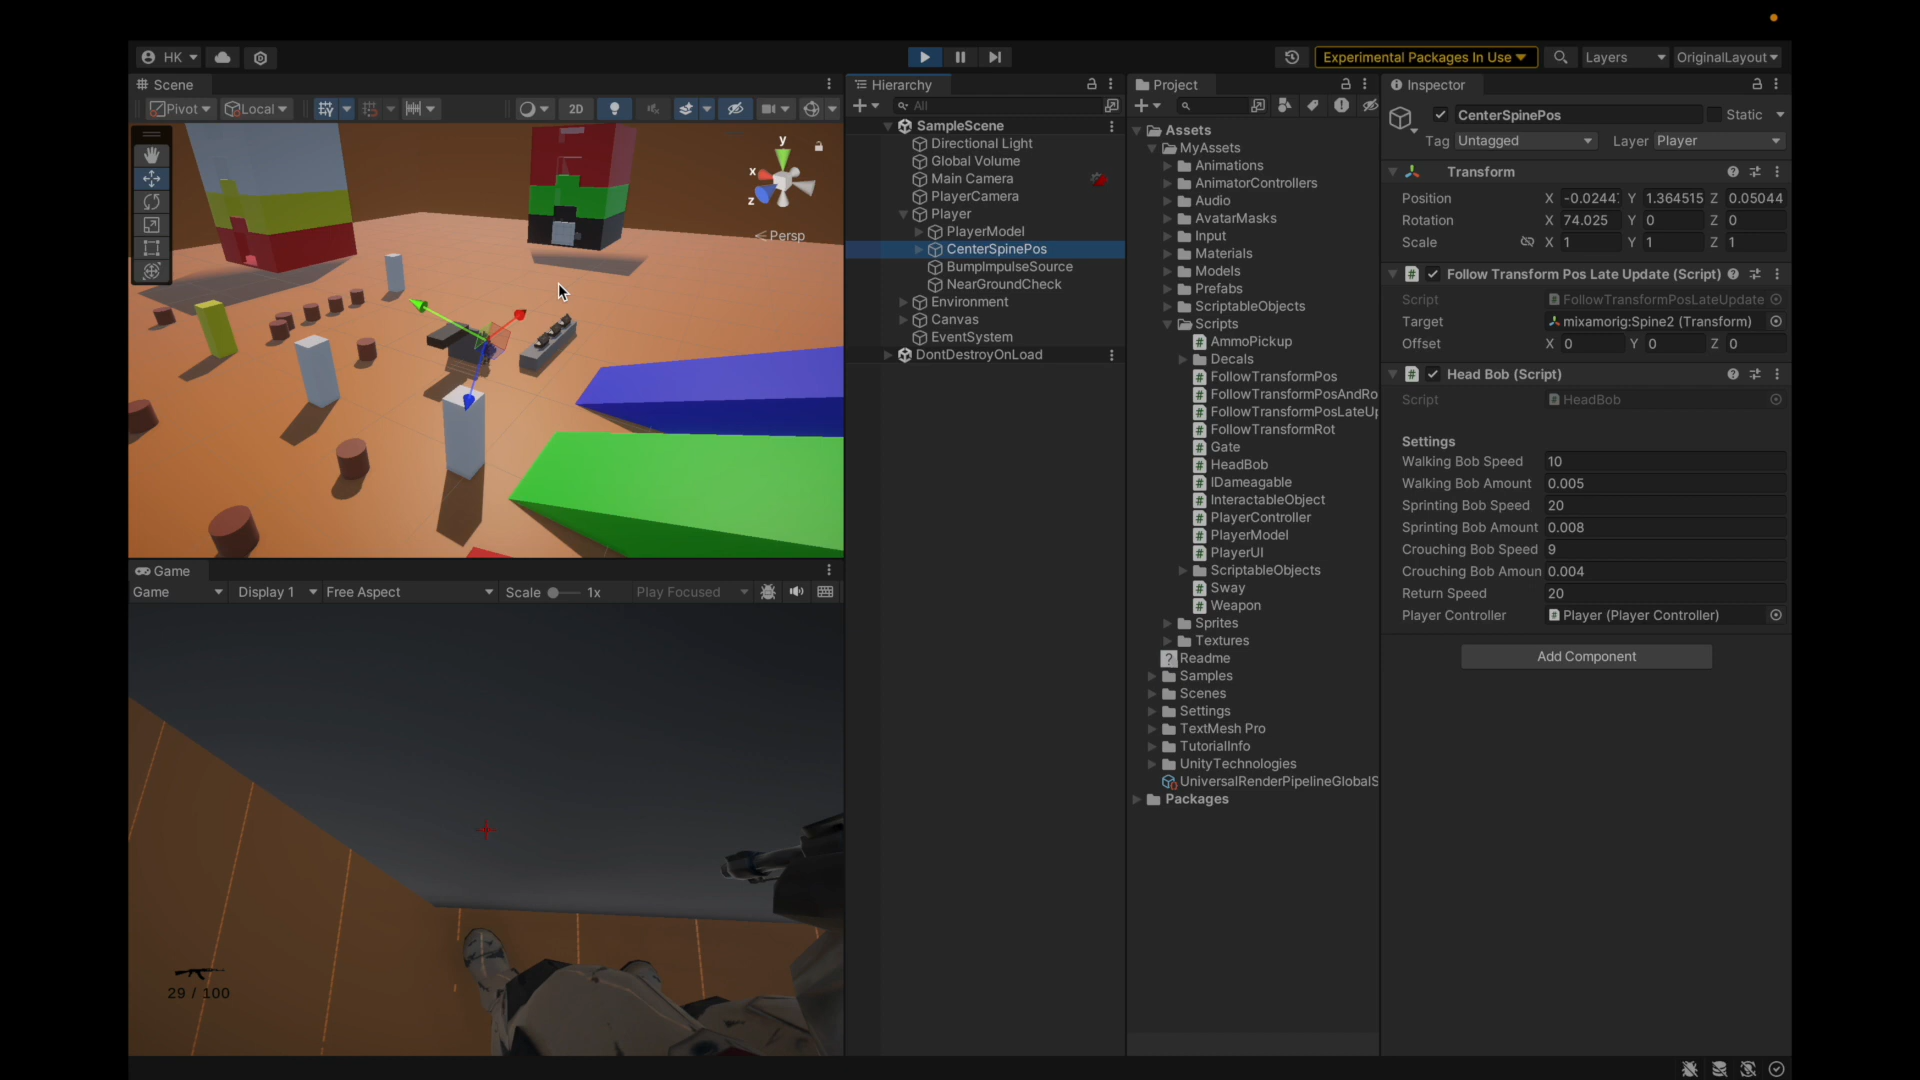 HK
Experimental Packages In Use
Layers
OriginalLayout
Scene
Pivot
Local
2D
y
x
z
Persp
Game
Game
Display 1
Free Aspect
Scale
1x
Play Focused
29 / 100
Hierarchy
All
SampleScene
Directional Light
Global Volume
Main Camera
PlayerCamera
Player
PlayerModel
CenterSpinePos
BumpImpulseSource
NearGroundCheck
Environment
Canvas
EventSystem
DontDestroyOnLoad
Project
Assets
MyAssets
Animations
AnimatorControllers
Audio
AvatarMasks
Input
Materials
Models
Prefabs
ScriptableObjects
Scripts
AmmoPickup
Decals
FollowTransformPos
FollowTransformPosAndRo
FollowTransformPosLateUp
FollowTransformRot
Gate
HeadBob
IDamageable
InteractableObject
PlayerController
PlayerModel
PlayerUI
ScriptableObjects
Sway
Weapon
Sprites
Textures
Readme
Samples
Scenes
Settings
TextMesh Pro
TutorialInfo
UnityTechnologies
UniversalRenderPipelineGlobalS
Packages
Inspector
CenterSpinePos
Static
Tag Untagged Layer Player
Transform
Position X -0.0244 Y 1.364515 Z 0.05044
Rotation X 74.025 Y 0 Z 0
Scale X 1 Y 1 Z 1
Follow Transform Pos Late Update (Script)
Script FollowTransformPosLateUpdate
Target mixamorig:Spine2 (Transform)
Offset X 0 Y 0 Z 0
Head Bob (Script)
Script HeadBob
Settings
Walking Bob Speed 10
Walking Bob Amount 0.005
Sprinting Bob Speed 20
Sprinting Bob Amount 0.008
Crouching Bob Speed 9
Crouching Bob Amoun 0.004
Return Speed 20
Player Controller Player (Player Controller)
Add Component